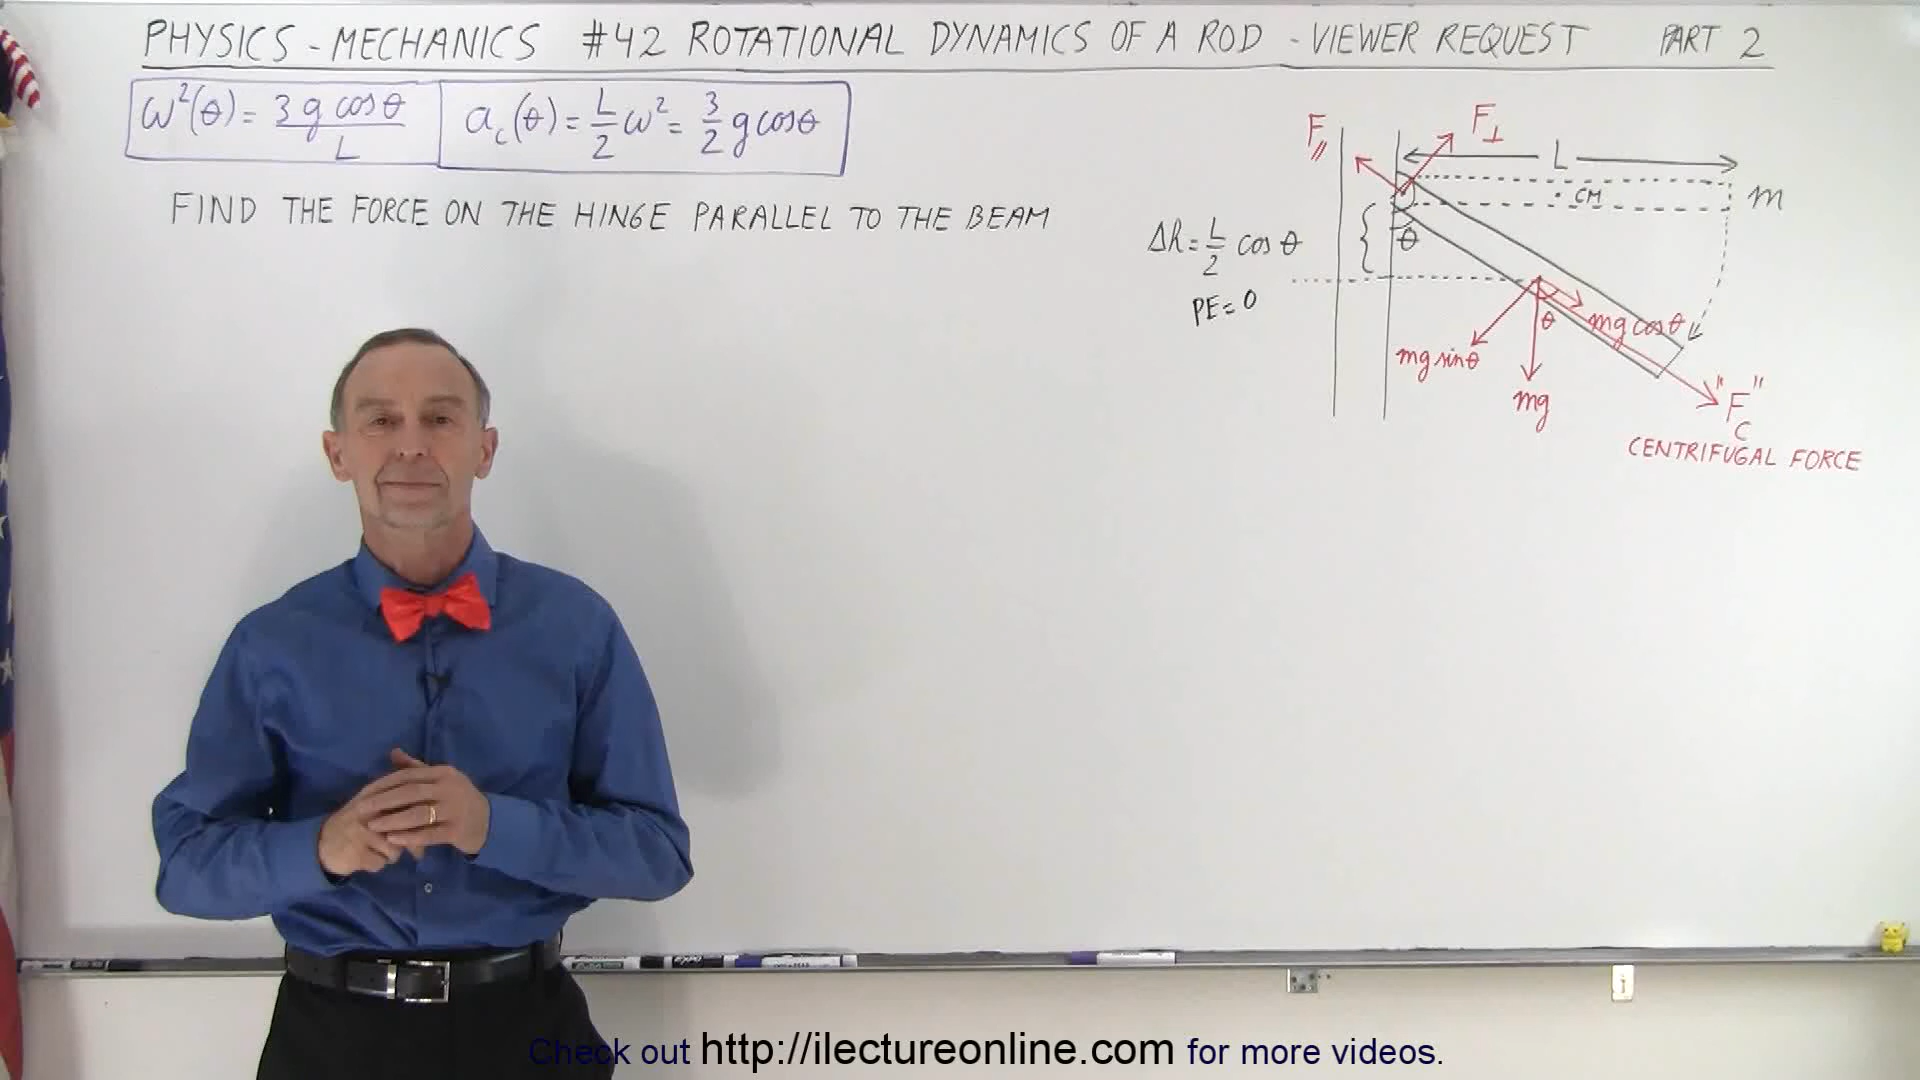 PHYSICS - MECHANICS #42 ROTATIONAL DYNAMICS OF A ROD - VIEWER REQUEST PART 2
ω²(θ) = 3 g cosθ / L
a_c(θ) = L/2 ω² = 3/2 g cosθ
FIND THE FORCE ON THE HINGE PARALLEL TO THE BEAM
F//
F⊥
L
CM
m
θ
Δh = L/2 cos θ
PE = 0
θ
mg cosθ
mg sinθ
mg
"F_C"
CENTRIFUGAL FORCE
Check out http://ilectureonline.com for more videos.